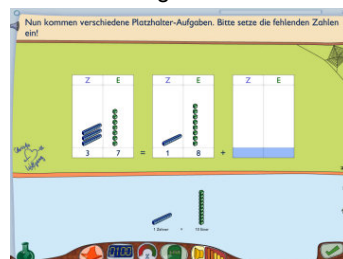 Nun kommen verschiedene Platzhalter-Aufgaben. Bitte setze die fehlenden Zahlen
ein!
Z E Z E Z E
3 7 = 1 8 +
1 Zehner = 10 Einer